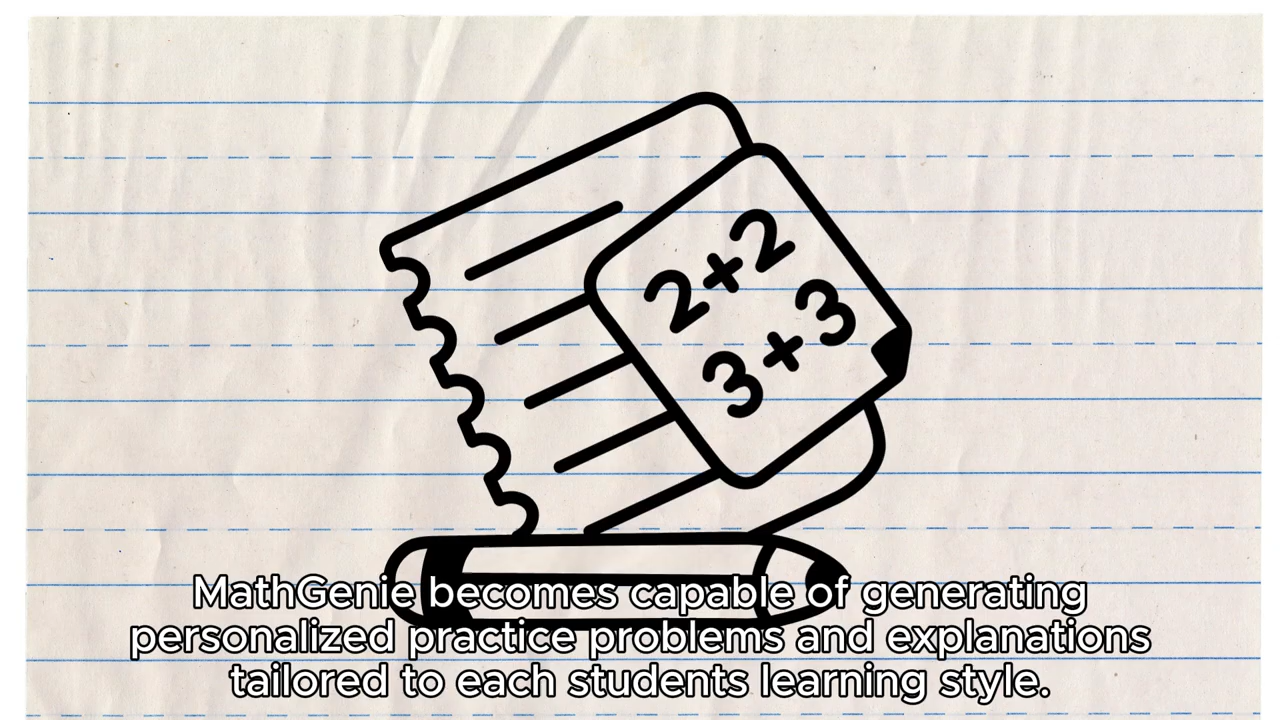 2+2
3+3
MathGenie becomes capable of generating
personalized practice problems and explanations
tailored to each students learning style.